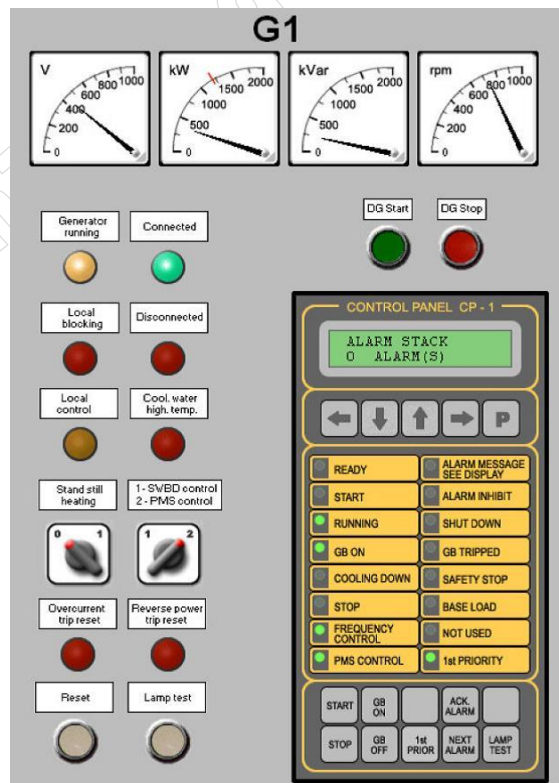 G1
V
0
200
400
600
800
1000
kW
0
500
1000
1500
2000
kVar
0
500
1000
1500
2000
rpm
0
200
400
600
800
1000
Generator
running
Connected
DG Start
DG Stop
Local
blocking
Disconnected
Local
control
Cool. water
high. temp.
Stand still
heating
1 - SWBD control
2 - PMS control
0 1
1 2
Overcurrent
trip reset
Reverse power
trip reset
Reset
Lamp test
CONTROL PANEL CP - 1
ALARM STACK
0 ALARM(S)
P
READY
ALARM MESSAGE
SEE DISPLAY
START
ALARM INHIBIT
RUNNING
SHUT DOWN
GB ON
GB TRIPPED
COOLING DOWN
SAFETY STOP
STOP
BASE LOAD
FREQUENCY
CONTROL
NOT USED
PMS CONTROL
1st PRIORITY
START
GB
ON
ACK.
ALARM
STOP
GB
OFF
1st
PRIOR
NEXT
ALARM
LAMP
TEST